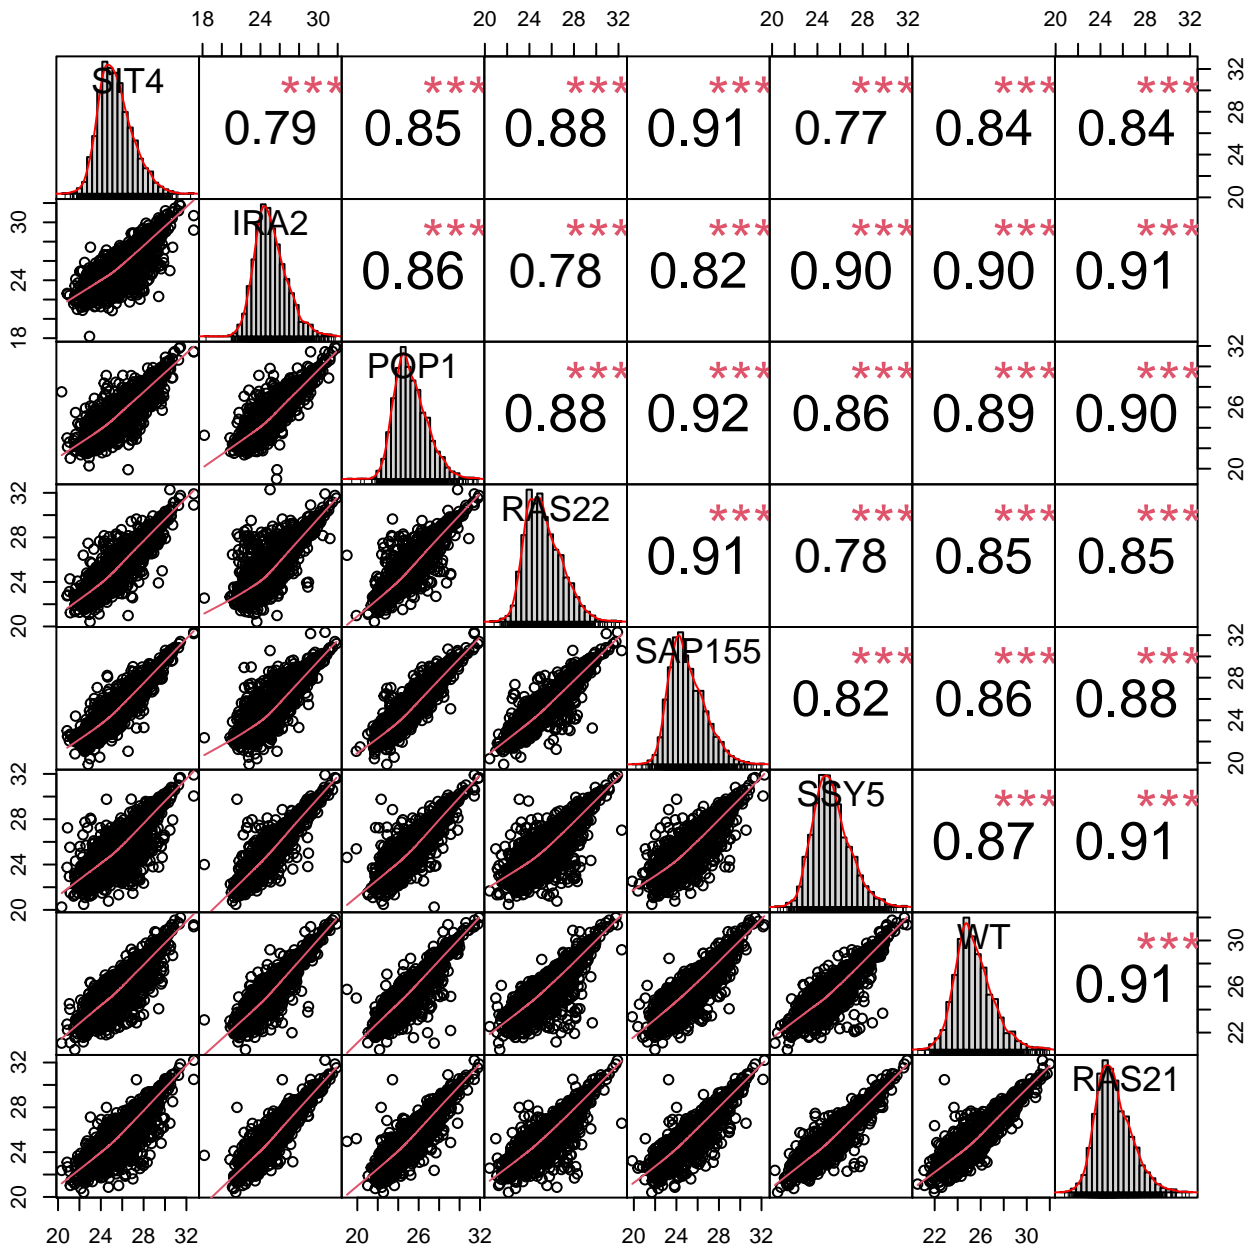 18 24 30 20 24 28 32 20 24 28 32 20 24 28 32
SIT4 *** 0.79 *** 0.85 *** 0.88 *** 0.91 *** 0.77 *** 0.84 *** 0.84 20 24 28 32
18 24 30 IRA2 *** 0.86 *** 0.78 *** 0.82 *** 0.90 *** 0.90 *** 0.91
POP1 *** 0.88 *** 0.92 *** 0.86 *** 0.89 *** 0.90 20 26 32
20 24 28 32 RAS22 *** 0.91 *** 0.78 *** 0.85 *** 0.85
SAP155 *** 0.82 *** 0.86 *** 0.88 20 24 28 32
20 24 28 32 SSY5 *** 0.87 *** 0.91
WT *** 0.91 22 26 30
20 24 28 32 RAS21
20 24 28 32 20 26 32 20 24 28 32 22 26 30